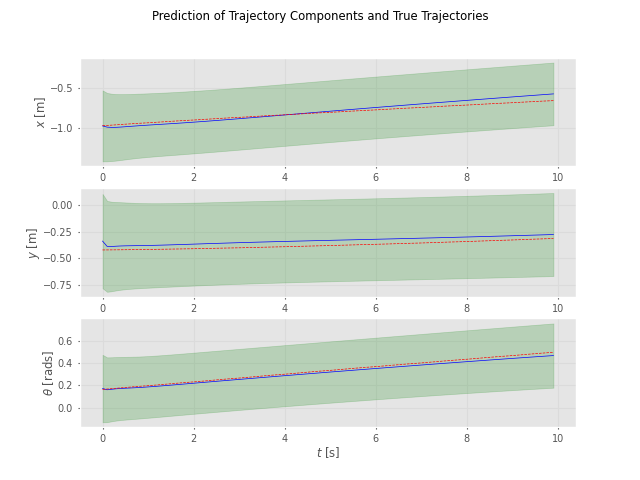 Prediction of Trajectory Components and True Trajectories
x [m]
−0.5
−1.0
0 2 4 6 8 10
y [m]
0.00
−0.25
−0.50
−0.75
0 2 4 6 8 10
θ [rads]
0.6
0.4
0.2
0.0
0 2 4 6 8 10
t [s]